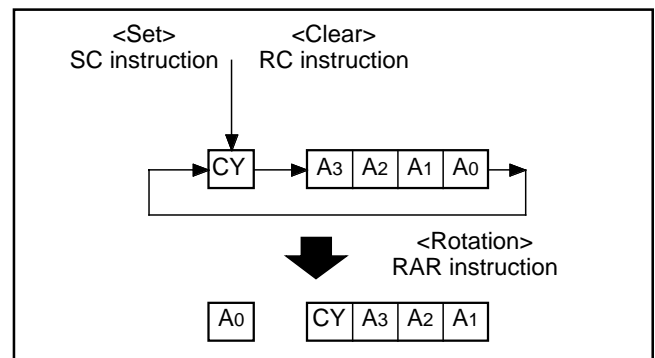 <Set> <Clear>
SC instruction RC instruction
CY A3 A2 A1 A0
<Rotation>
RAR instruction
A0 CY A3 A2 A1